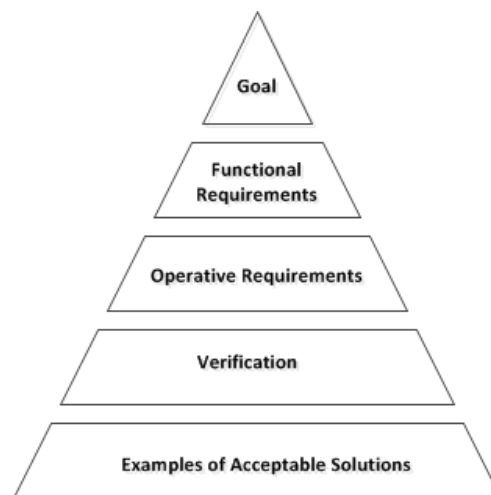 Goal
Functional
Requirements
Operative Requirements
Verification
Examples of Acceptable Solutions